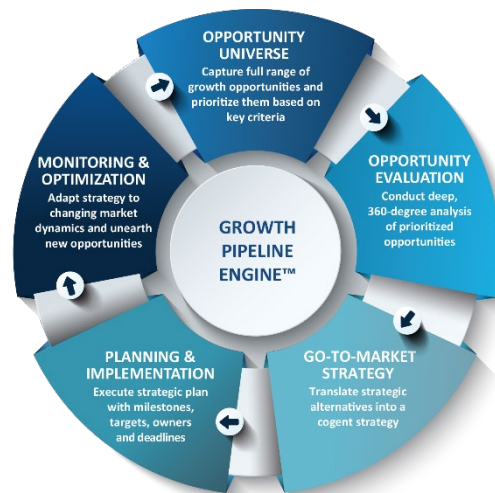 OPPORTUNITY
UNIVERSE
Capture full range of
growth opportunities and
prioritize them based on
key criteria
OPPORTUNITY
EVALUATION
Conduct deep,
360-degree analysis
of prioritized
opportunities
GO-TO-MARKET
STRATEGY
Translate strategic
alternatives into a
cogent strategy
PLANNING &
IMPLEMENTATION
Execute strategic plan
with milestones,
targets, owners
and deadlines
MONITORING &
OPTIMIZATION
Adapt strategy to
changing market
dynamics and unearth
new opportunities
GROWTH
PIPELINE
ENGINE™